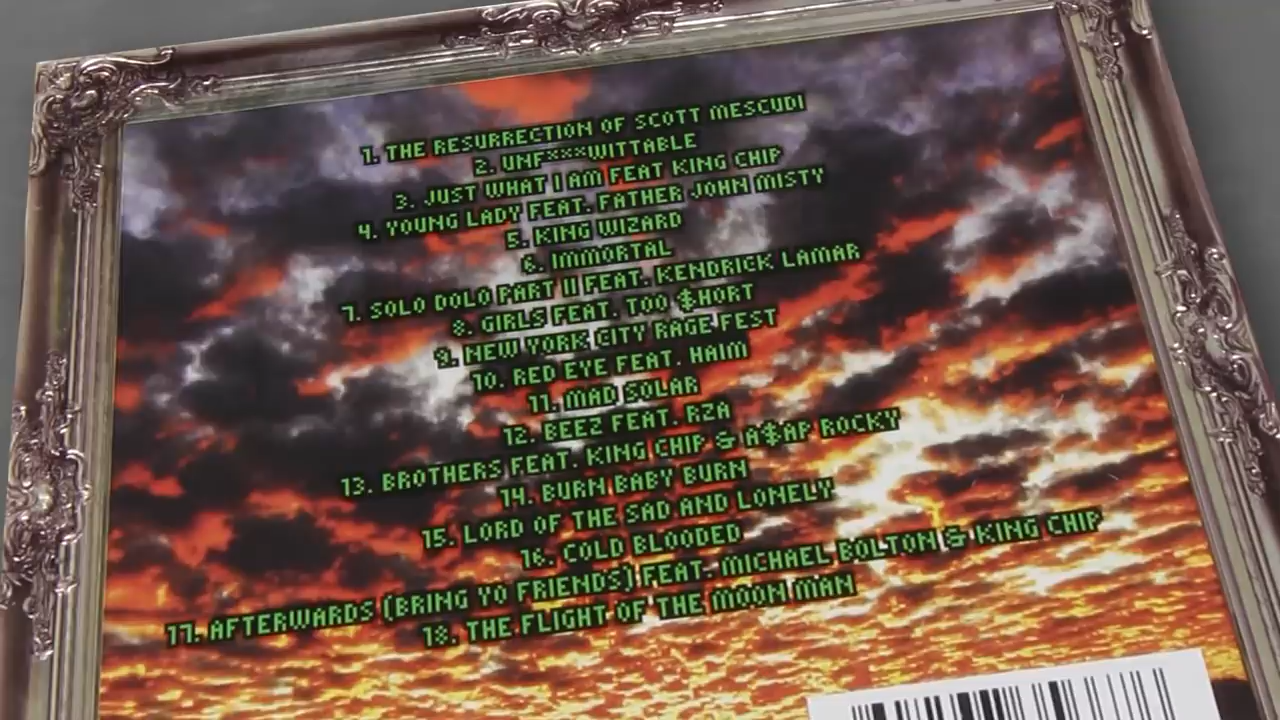 1. THE RESURRECTION OF SCOTT MESCUDI
2. UNFXXXWITTABLE
3. JUST WHAT I AM FEAT KING CHIP
4. YOUNG LADY FEAT. FATHER JOHN MISTY
5. KING WIZARD
6. IMMORTAL
7. SOLO DOLO PART II FEAT. KENDRICK LAMAR
8. GIRLS FEAT. TOO $HORT
9. NEW YORK CITY RAGE FEST
10. RED EYE FEAT. HAIM
11. MAD SOLAR
12. BEEZ FEAT. RZA
13. BROTHERS FEAT. KING CHIP & A$AP ROCKY
14. BURN BABY BURN
15. LORD OF THE SAD AND LONELY
16. COLD BLOODED
17. AFTERWARDS (BRING YO FRIENDS) FEAT. MICHAEL BOLTON & KING CHIP
18. THE FLIGHT OF THE MOON MAN